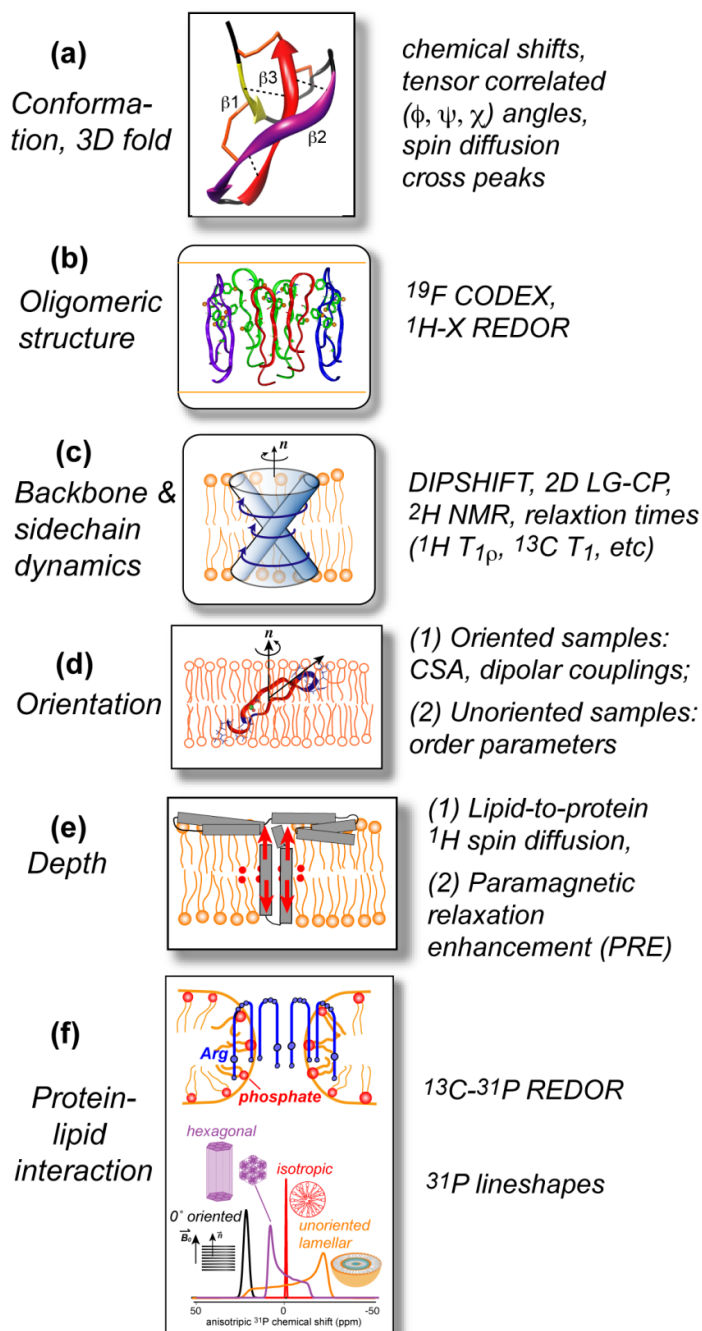 (a)
Conforma-
tion, 3D fold
β1
β3
β2
chemical shifts,
tensor correlated
(ϕ, ψ, χ) angles,
spin diffusion
cross peaks
(b)
Oligomeric
structure
¹⁹F CODEX,
¹H-X REDOR
(c)
Backbone &
sidechain
dynamics
n
DIPSHIFT, 2D LG-CP,
²H NMR, relaxtion times
(¹H T₁ρ, ¹³C T₁, etc)
(d)
Orientation
n
(1) Oriented samples:
CSA, dipolar couplings;
(2) Unoriented samples:
order parameters
(e)
Depth
(1) Lipid-to-protein
¹H spin diffusion,
(2) Paramagnetic
relaxation
enhancement (PRE)
(f)
Protein-
lipid
interaction
Arg
phosphate
hexagonal
isotropic
0° oriented
unoriented
lamellar
B₀
n
50 0 -50
anisotripic ³¹P chemical shift (ppm)
¹³C-³¹P REDOR
³¹P lineshapes